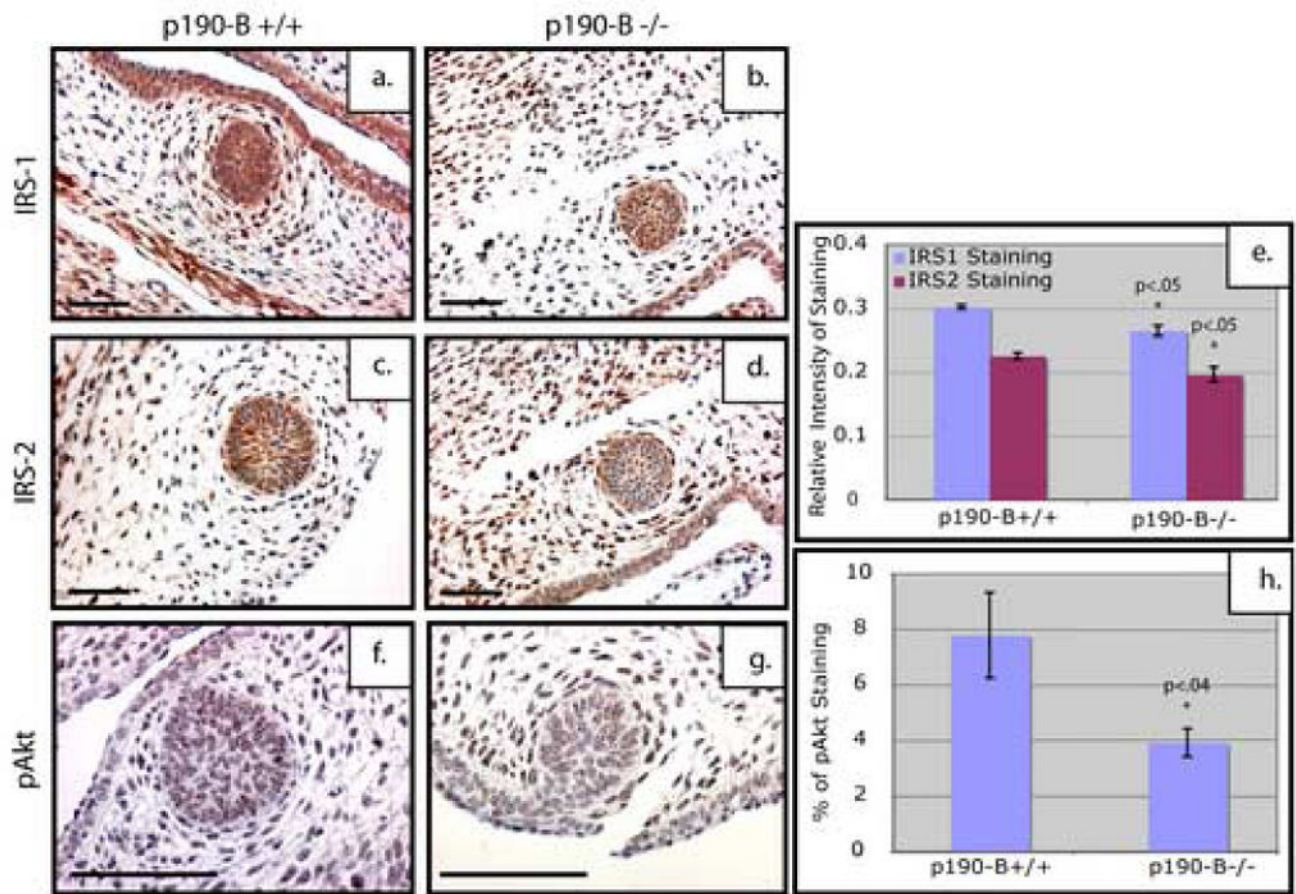 p190-B +/+
p190-B -/-
IRS-1
a.
b.
IRS-2
c.
d.
pAkt
f.
g.
e.
Relative Intensity of Staining
0.4
0.3
0.2
0.1
0
IRS1 Staining
IRS2 Staining
p<.05
*
p<.05
*
p190-B+/+
p190-B-/-
h.
% of pAkt Staining
10
8
6
4
2
0
p<.04
*
p190-B+/+
p190-B-/-